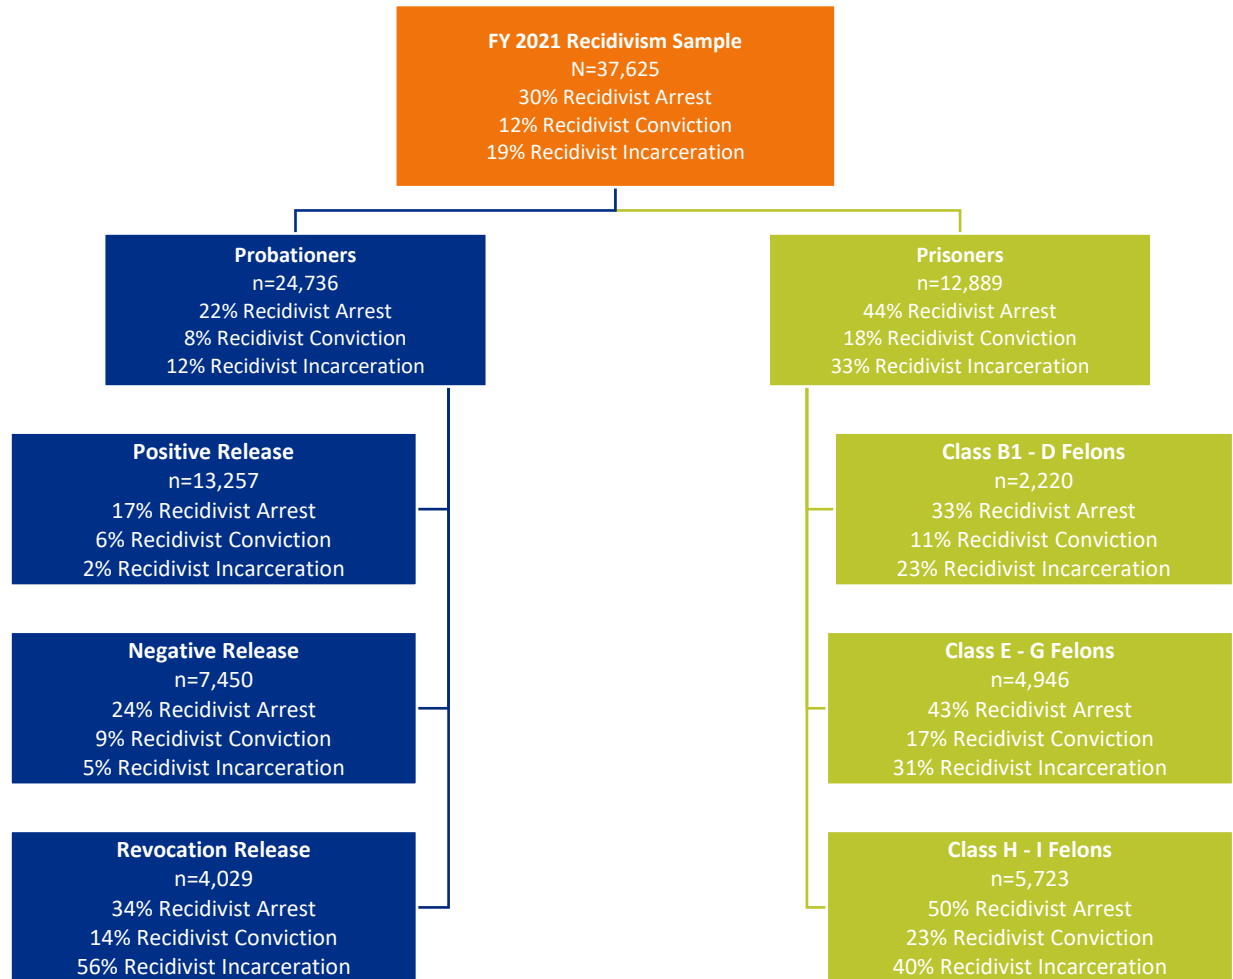 FY 2021 Recidivism Sample
N=37,625
30% Recidivist Arrest
12% Recidivist Conviction
19% Recidivist Incarceration
Probationers
n=24,736
22% Recidivist Arrest
8% Recidivist Conviction
12% Recidivist Incarceration
Positive Release
n=13,257
17% Recidivist Arrest
6% Recidivist Conviction
2% Recidivist Incarceration
Negative Release
n=7,450
24% Recidivist Arrest
9% Recidivist Conviction
5% Recidivist Incarceration
Revocation Release
n=4,029
34% Recidivist Arrest
14% Recidivist Conviction
56% Recidivist Incarceration
Prisoners
n=12,889
44% Recidivist Arrest
18% Recidivist Conviction
33% Recidivist Incarceration
Class B1 - D Felons
n=2,220
33% Recidivist Arrest
11% Recidivist Conviction
23% Recidivist Incarceration
Class E - G Felons
n=4,946
43% Recidivist Arrest
17% Recidivist Conviction
31% Recidivist Incarceration
Class H - I Felons
n=5,723
50% Recidivist Arrest
23% Recidivist Conviction
40% Recidivist Incarceration